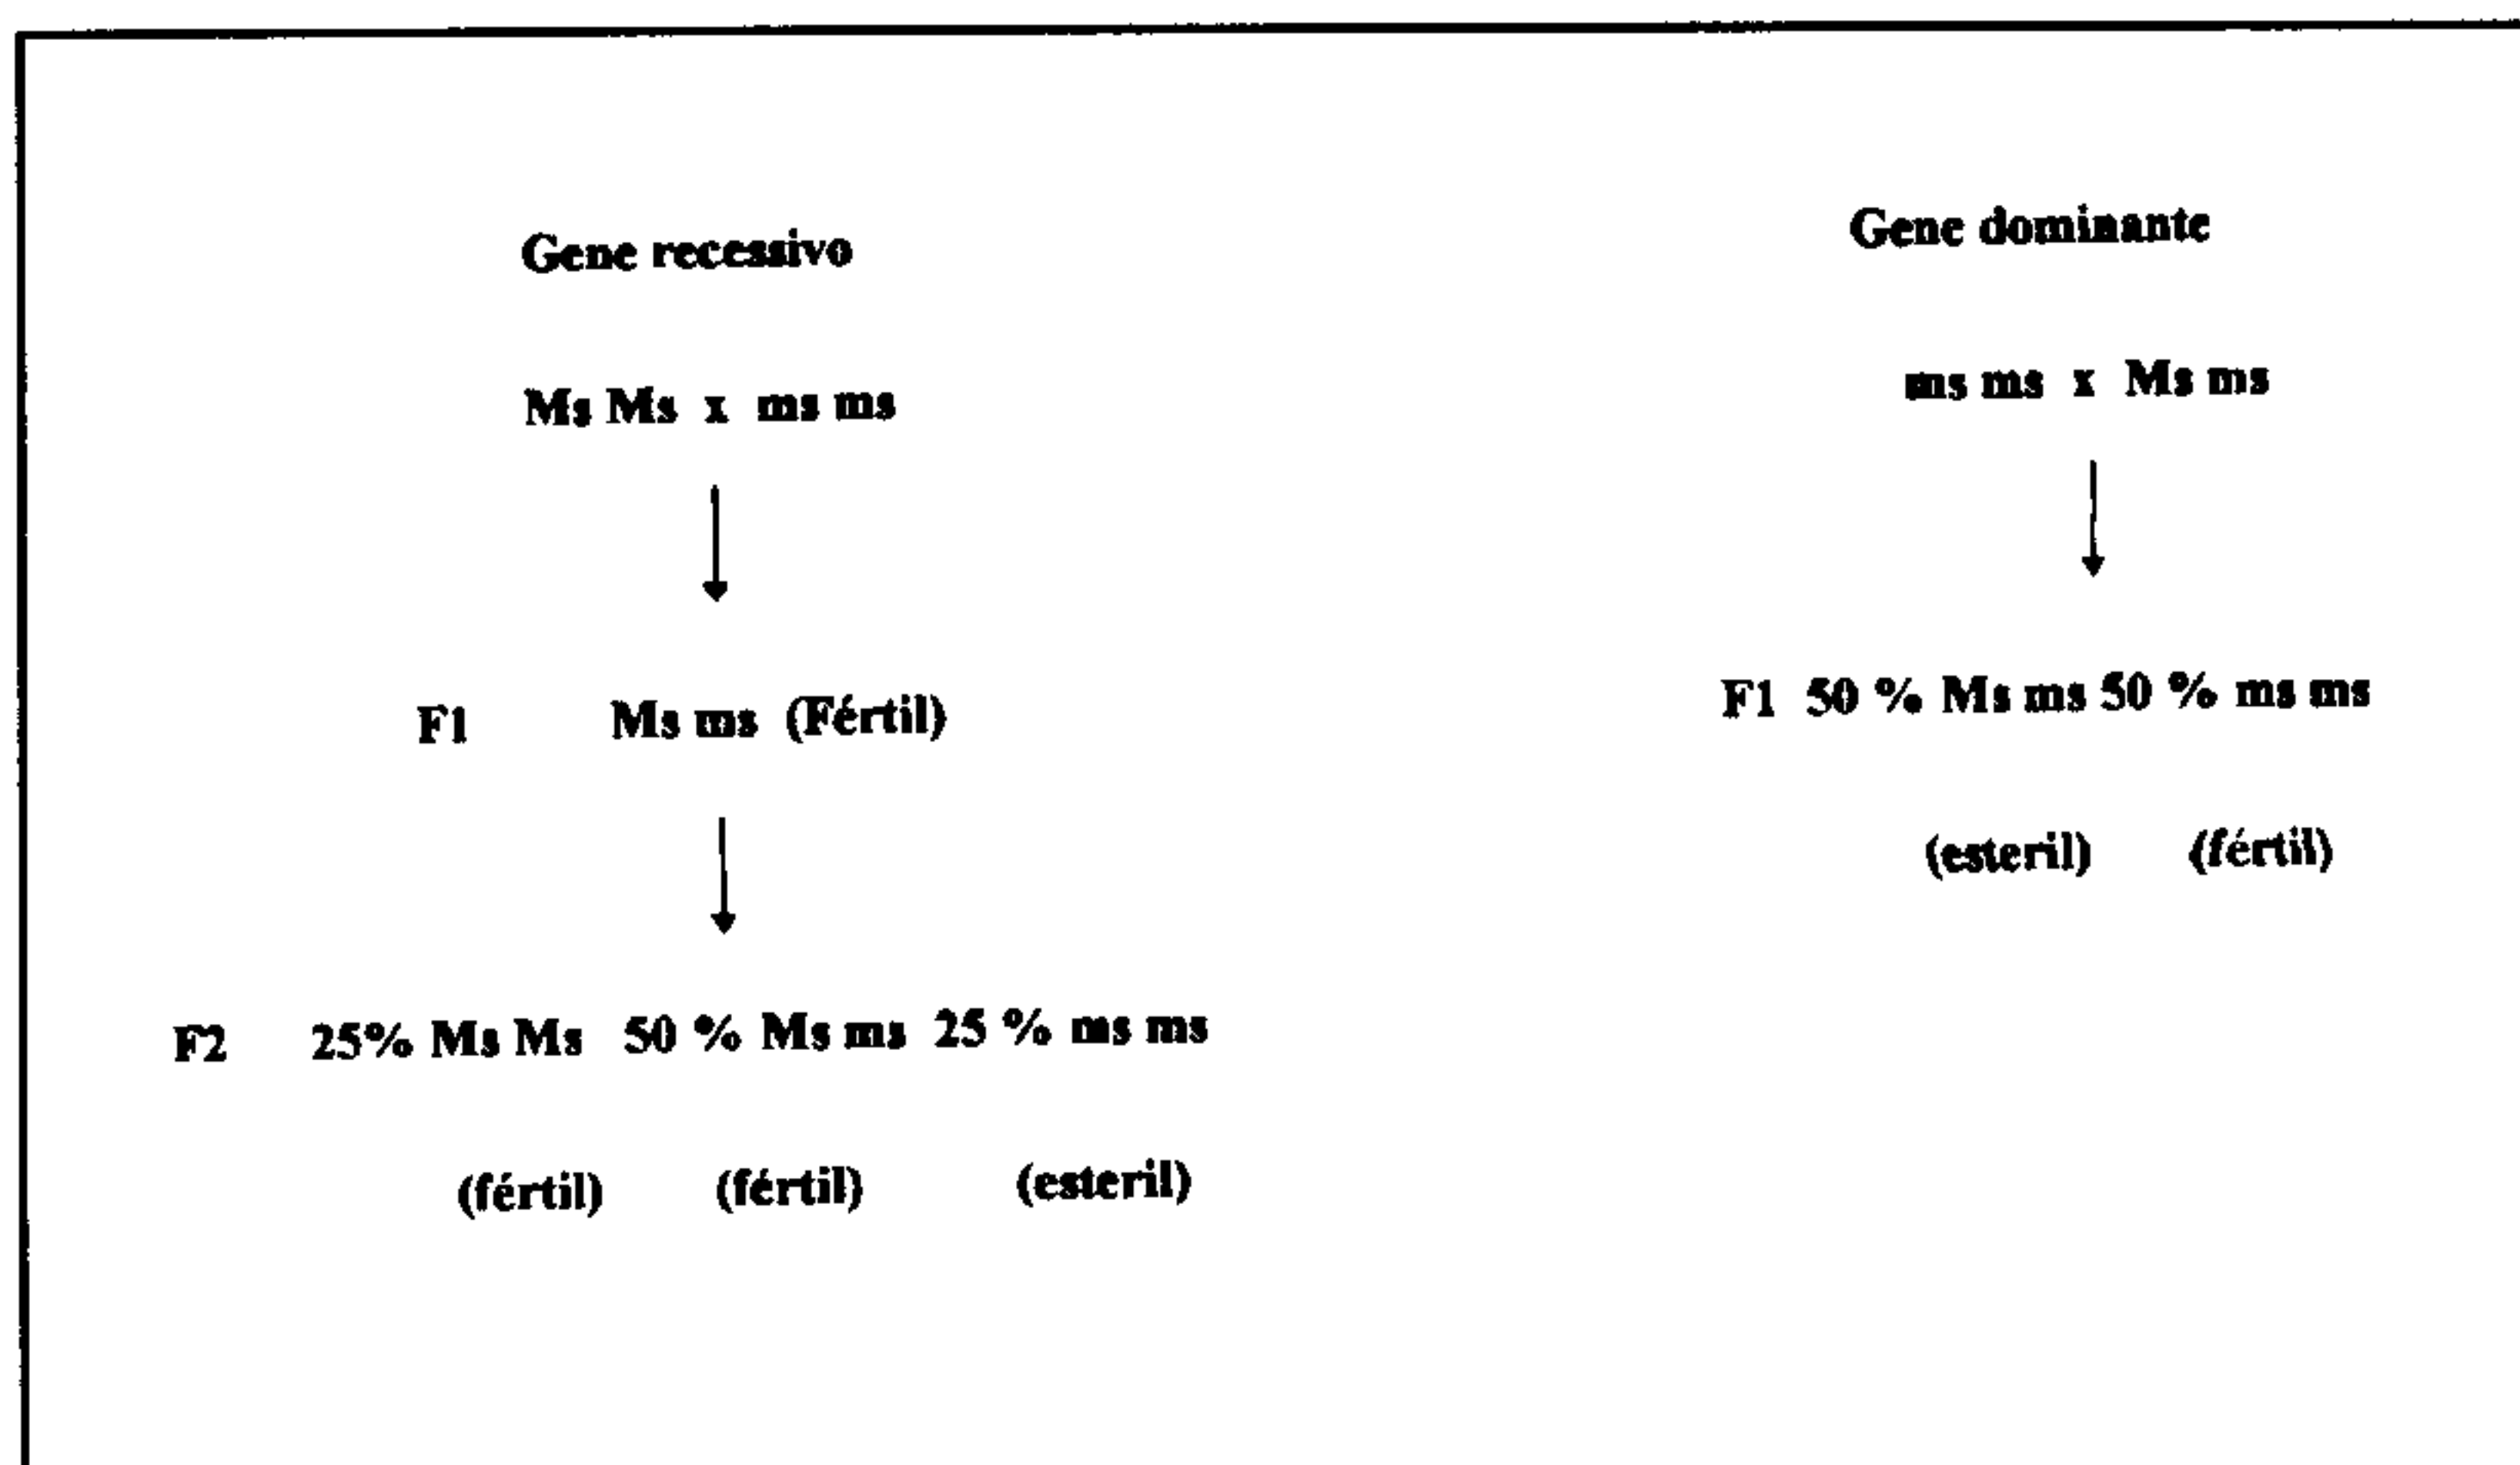 Gene recessivo
Ms Ms x ms ms
F1 Ms ms (Fértil)
F2 25% Ms Ms 50 % Ms ms 25 % ms ms
(fértil) (fértil) (esteril)
Gene dominante
ms ms x Ms ms
F1 50 % Ms ms 50 % ms ms
(esteril) (fértil)